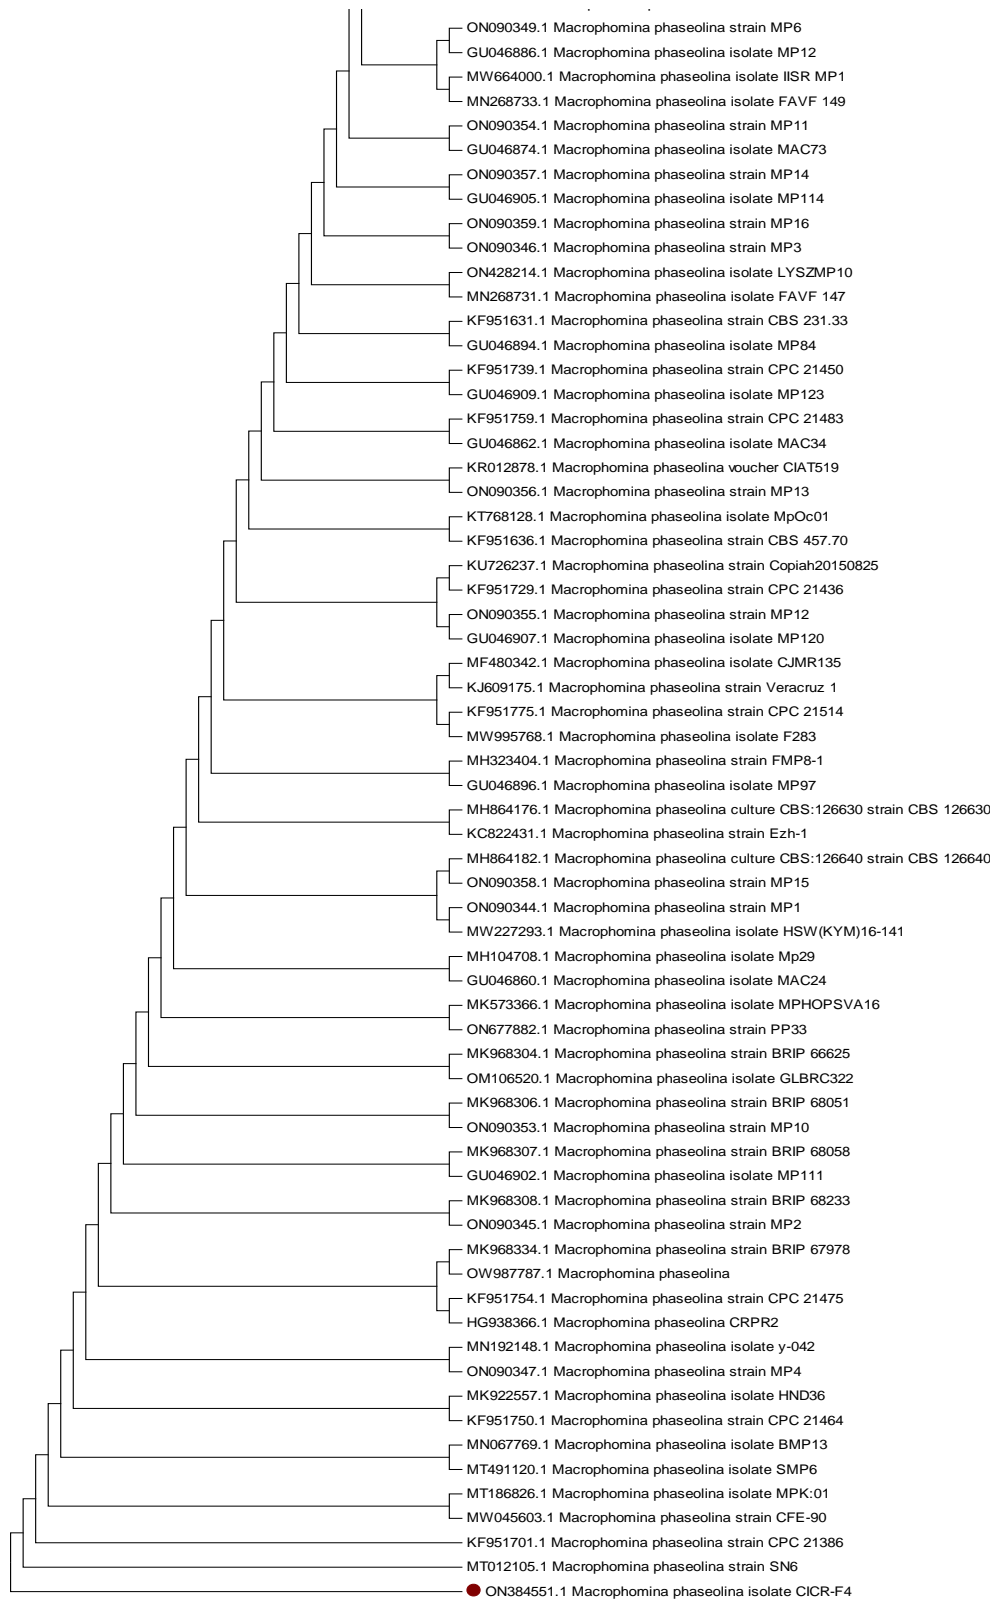 ON090349.1 Macrophomina phaseolina strain MP6
GU046886.1 Macrophomina phaseolina isolate MP12
MW664000.1 Macrophomina phaseolina isolate IISR MP1
MN268733.1 Macrophomina phaseolina isolate FAVF 149
ON090354.1 Macrophomina phaseolina strain MP11
GU046874.1 Macrophomina phaseolina isolate MAC73
ON090357.1 Macrophomina phaseolina strain MP14
GU046905.1 Macrophomina phaseolina isolate MP114
ON090359.1 Macrophomina phaseolina strain MP16
ON090346.1 Macrophomina phaseolina strain MP3
ON428214.1 Macrophomina phaseolina isolate LYSZMP10
MN268731.1 Macrophomina phaseolina isolate FAVF 147
KF951631.1 Macrophomina phaseolina strain CBS 231.33
GU046894.1 Macrophomina phaseolina isolate MP84
KF951739.1 Macrophomina phaseolina strain CPC 21450
GU046909.1 Macrophomina phaseolina isolate MP123
KF951759.1 Macrophomina phaseolina strain CPC 21483
GU046862.1 Macrophomina phaseolina isolate MAC34
KR012878.1 Macrophomina phaseolina voucher CIAT519
ON090356.1 Macrophomina phaseolina strain MP13
KT768128.1 Macrophomina phaseolina isolate MpOc01
KF951636.1 Macrophomina phaseolina strain CBS 457.70
KU726237.1 Macrophomina phaseolina strain Copiah20150825
KF951729.1 Macrophomina phaseolina strain CPC 21436
ON090355.1 Macrophomina phaseolina strain MP12
GU046907.1 Macrophomina phaseolina isolate MP120
MF480342.1 Macrophomina phaseolina isolate CJMR135
KJ609175.1 Macrophomina phaseolina strain Veracruz 1
KF951775.1 Macrophomina phaseolina strain CPC 21514
MW995768.1 Macrophomina phaseolina isolate F283
MH323404.1 Macrophomina phaseolina strain FMP8-1
GU046896.1 Macrophomina phaseolina isolate MP97
MH864176.1 Macrophomina phaseolina culture CBS:126630 strain CBS 126630
KC822431.1 Macrophomina phaseolina strain Ezh-1
MH864182.1 Macrophomina phaseolina culture CBS:126640 strain CBS 126640
ON090358.1 Macrophomina phaseolina strain MP15
ON090344.1 Macrophomina phaseolina strain MP1
MW227293.1 Macrophomina phaseolina isolate HSW(KYM)16-141
MH104708.1 Macrophomina phaseolina isolate Mp29
GU046860.1 Macrophomina phaseolina isolate MAC24
MK573366.1 Macrophomina phaseolina isolate MPHOPSVA16
ON677882.1 Macrophomina phaseolina strain PP33
MK968304.1 Macrophomina phaseolina strain BRIP 66625
OM106520.1 Macrophomina phaseolina isolate GLBRC322
MK968306.1 Macrophomina phaseolina strain BRIP 68051
ON090353.1 Macrophomina phaseolina strain MP10
MK968307.1 Macrophomina phaseolina strain BRIP 68058
GU046902.1 Macrophomina phaseolina isolate MP111
MK968308.1 Macrophomina phaseolina strain BRIP 68233
ON090345.1 Macrophomina phaseolina strain MP2
MK968334.1 Macrophomina phaseolina strain BRIP 67978
OW987787.1 Macrophomina phaseolina
KF951754.1 Macrophomina phaseolina strain CPC 21475
HG938366.1 Macrophomina phaseolina CRPR2
MN192148.1 Macrophomina phaseolina isolate y-042
ON090347.1 Macrophomina phaseolina strain MP4
MK922557.1 Macrophomina phaseolina isolate HND36
KF951750.1 Macrophomina phaseolina strain CPC 21464
MN067769.1 Macrophomina phaseolina isolate BMP13
MT491120.1 Macrophomina phaseolina isolate SMP6
MT186826.1 Macrophomina phaseolina isolate MPK:01
MW045603.1 Macrophomina phaseolina strain CFE-90
KF951701.1 Macrophomina phaseolina strain CPC 21386
MT012105.1 Macrophomina phaseolina strain SN6
ON384551.1 Macrophomina phaseolina isolate CICR-F4